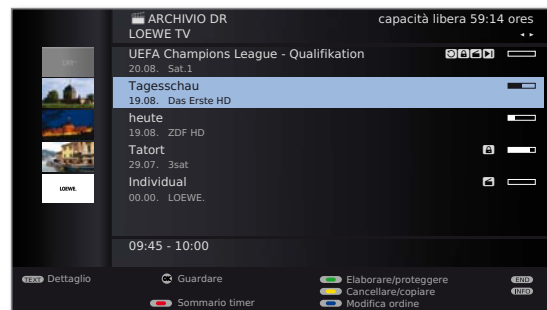 ARCHIVIO DR capacità libera 59:14 ores
LOEWE TV
UEFA Champions League - Qualifikation
20.08. Sat.1
Tagesschau
19.08. Das Erste HD
heute
19.08. ZDF HD
Tatort
29.07. 3sat
Individual
00.00. LOEWE.
LOEWE.
09:45 - 10:00
TEXT Dettaglio
OK Guardare
Elaborare/proteggere END
Cancellare/copiare INFO
Sommario timer
Modifica ordine